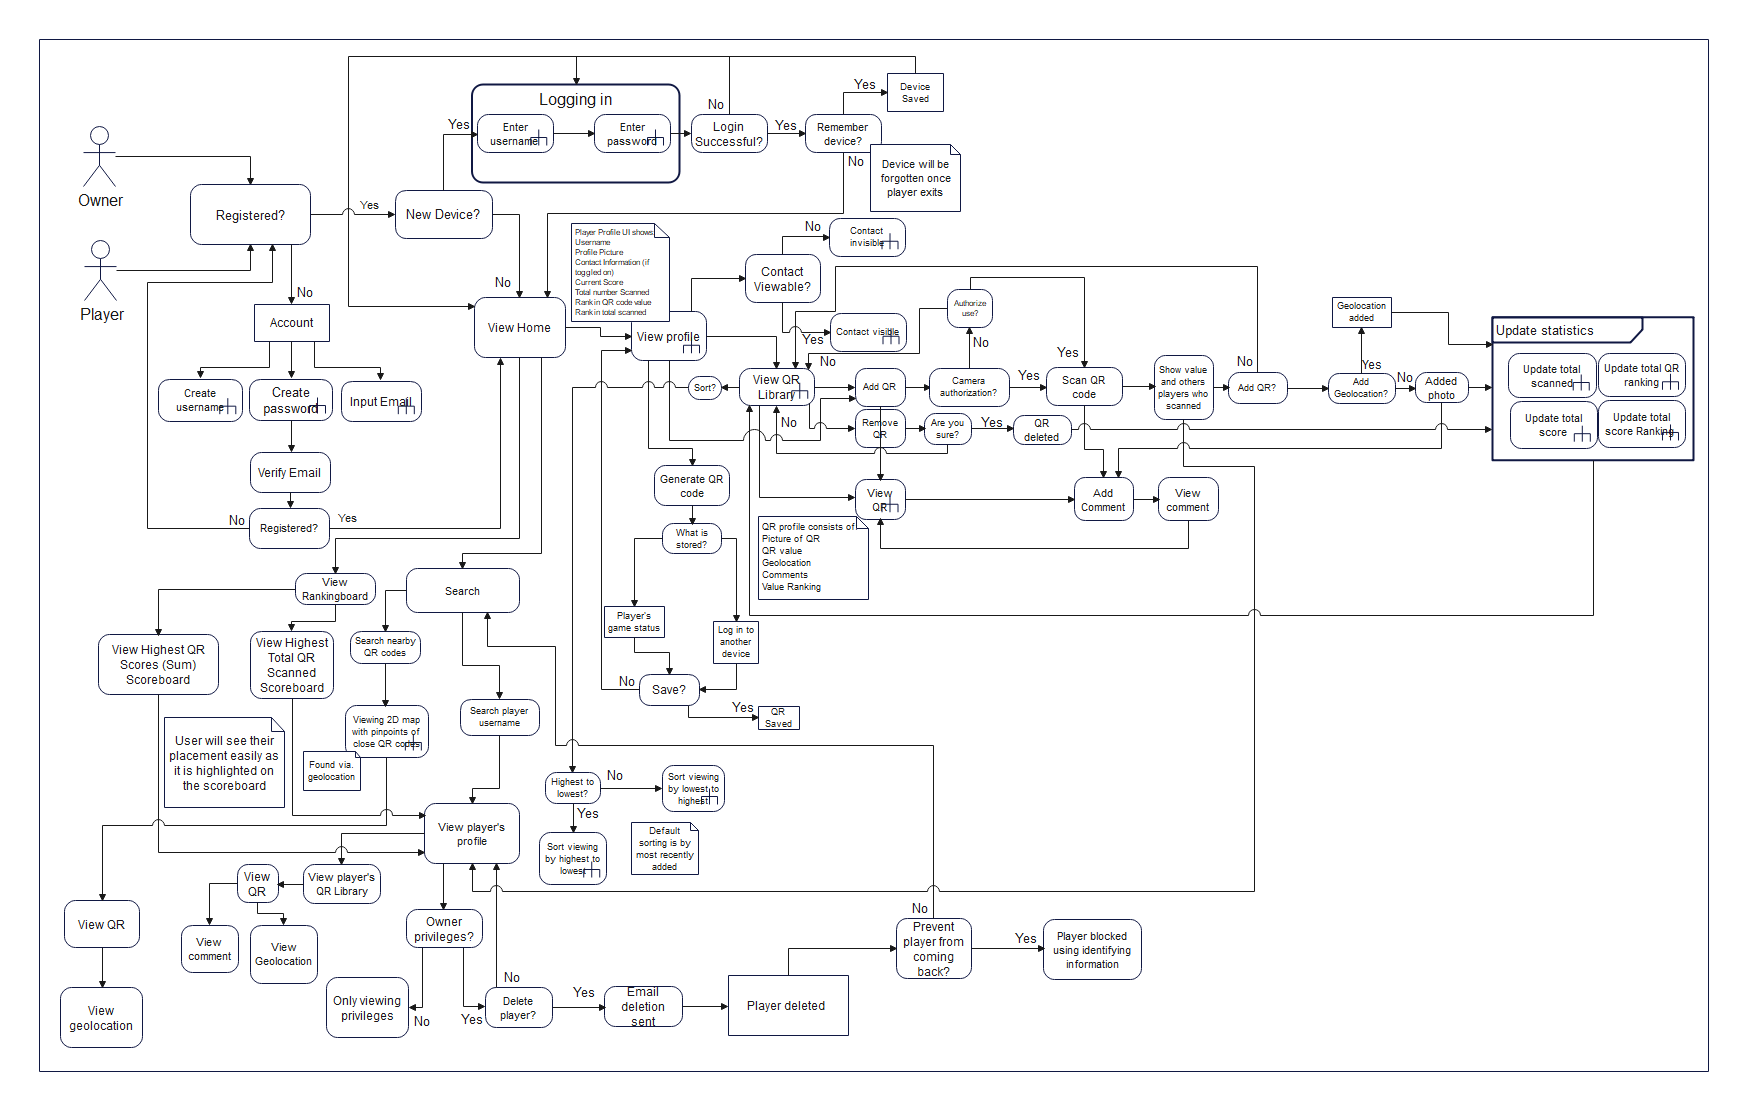 Owner
Player
Registered?
Yes
No
Account
Create
username
Create
password
Input Email
Verify Email
Registered?
No
Yes
New Device?
Yes
No
Logging in
Enter
username
Enter
password
No
Login
Successful?
Yes
Remember
device?
Yes
Device
Saved
No
Device will be
forgotten once
player exits
View Home
Player Profile UI shows
Username
Profile Picture
Contact Information (if
toggled on)
Current Score
Total number Scanned
Rank in QR code value
Rank in total scanned
View profile
Contact
Viewable?
No
Contact
invisible
Yes
Contact visible
No
Sort?
View QR
Library
Add QR
Remove
QR
No
Authorize
use?
No
Camera
authorization?
Yes
Yes
Scan QR
code
Are you
sure?
Yes
QR
deleted
Show value
and others
players who
scanned
No
Add QR?
Geolocation
added
Yes
Add
Geolocation?
No
Added
photo
Update statistics
Update total
scanned
Update total QR
ranking
Update total
score
Update total
score Ranking
View
QR
Add
Comment
View
comment
QR profile consists of
Picture of QR
QR value
Geolocation
Comments
Value Ranking
Generate QR
code
What is
stored?
Player's
game status
Log in to
another
device
No
Save?
Yes
QR
Saved
View
Rankingboard
View Highest QR
Scores (Sum)
Scoreboard
View Highest
Total QR
Scanned
Scoreboard
User will see their
placement easily as
it is highlighted on
the scoreboard
Search
Search nearby
QR codes
Viewing 2D map
with pinpoints of
close QR codes
Found via.
geolocation
Search player
username
View player's
profile
Highest to
lowest?
No
Sort viewing
by lowest to
highest
Yes
Sort viewing
by highest to
lowest
Default
sorting is by
most recently
added
View player's
QR Library
View
QR
View
comment
View
Geolocation
View QR
View
geolocation
Owner
privileges?
Only viewing
privileges
No
Yes
No
Delete
player?
Yes
Email
deletion
sent
Player deleted
No
Prevent
player from
coming
back?
Yes
Player blocked
using identifying
information